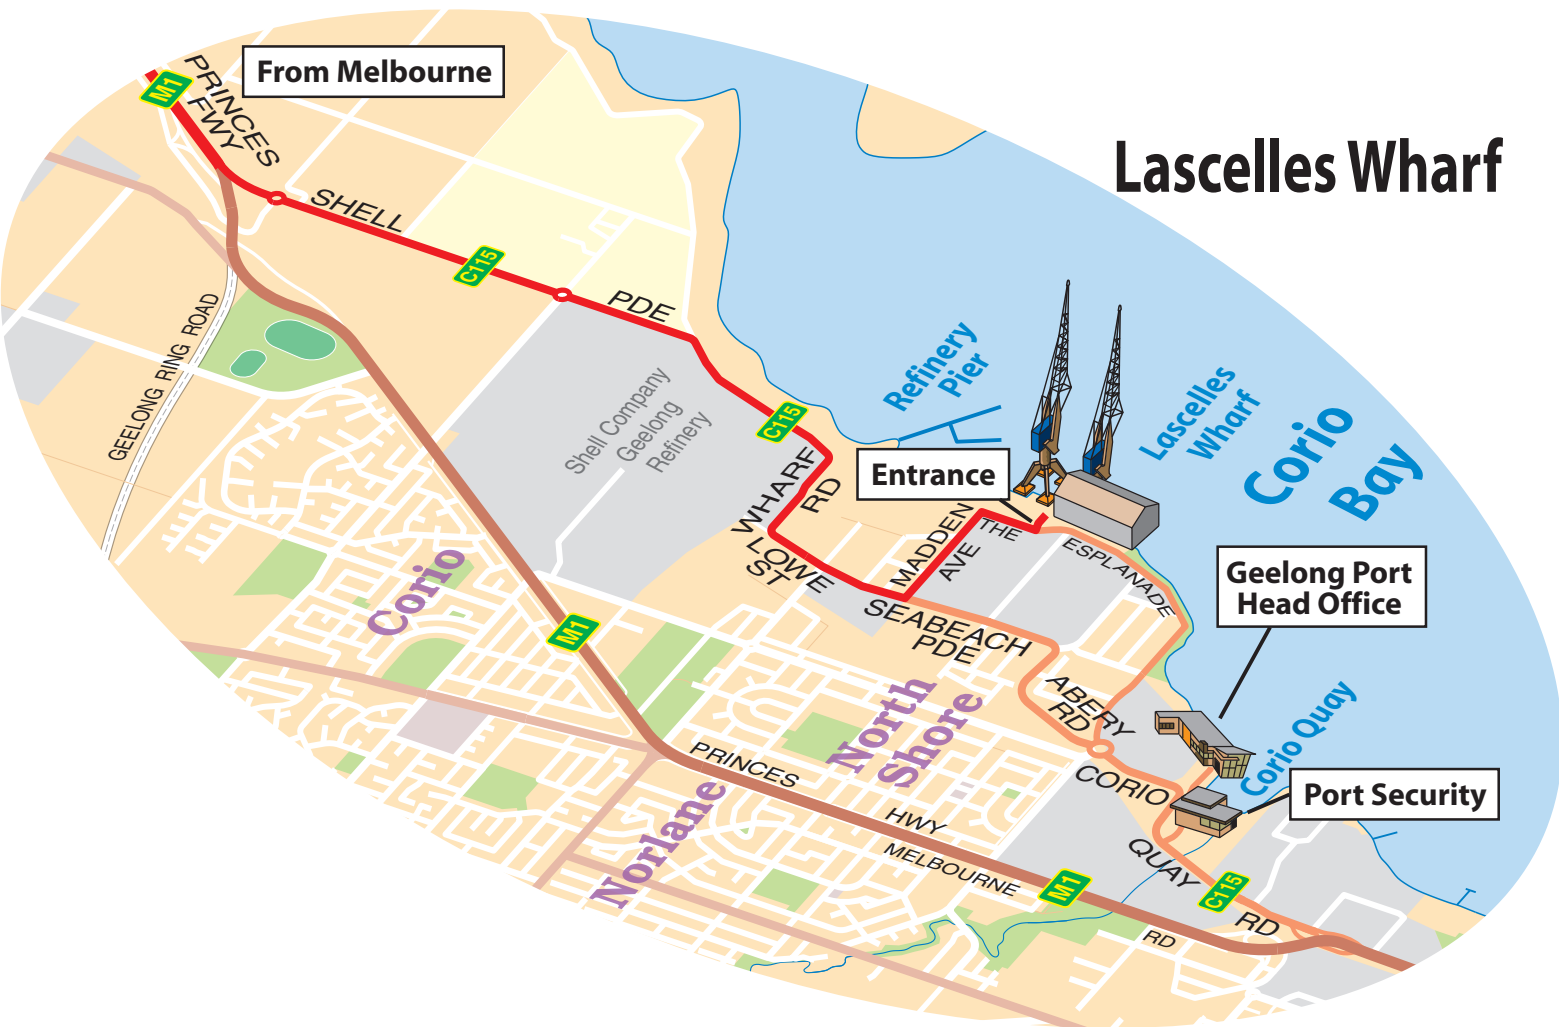 From Melbourne
M1
PRINCES
FWY
Lascelles Wharf
SHELL
C115
PDE
GEELONG RING ROAD
Shell Company
Geelong
Refinery
C115
Refinery
Pier
Lascelles
Wharf
Corio
Bay
Entrance
WHARF
RD
LOWE
ST
MADDEN
AVE
THE
ESPLANADE
Geelong Port
Head Office
Corio
M1
SEABEACH
PDE
ABERY
RD
North
Shore
Corio Quay
CORIO
QUAY
RD
Port Security
PRINCES
HWY
Norlane
MELBOURNE
RD
M1
C115